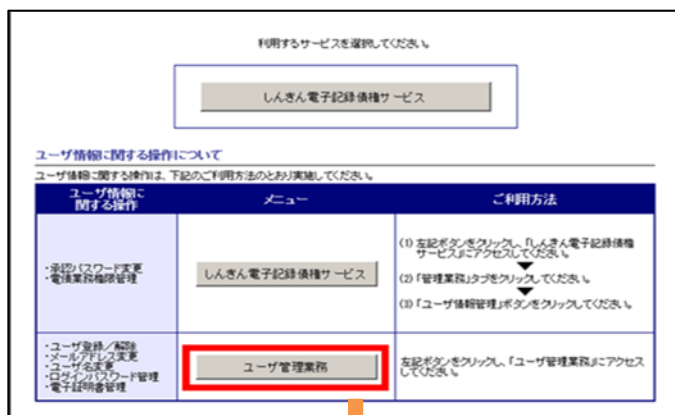 利用するサービスを選択してください。
しんきん電子記録債権サービス
ユーザ情報に関する操作について
ユーザ情報に関する操作は、下記のご利用方法のとおり実施してください。
ユーザ情報に
関する操作
メニュー
ご利用方法
・承認パスワード変更
・電債業務権限管理
しんきん電子記録債権サービス
(1) 左記ボタンをクリックし、「しんきん電子記録債権
サービス」にアクセスしてください。
(2)「管理業務」タブをクリックしてください。
(3)「ユーザ情報管理」ボタンをクリックしてください。
・ユーザ登録／解除
・メールアドレス変更
・ユーザ名変更
・ログインパスワード管理
・電子証明書管理
ユーザ管理業務
左記ボタンをクリックし、「ユーザ管理業務」にアクセス
してください。